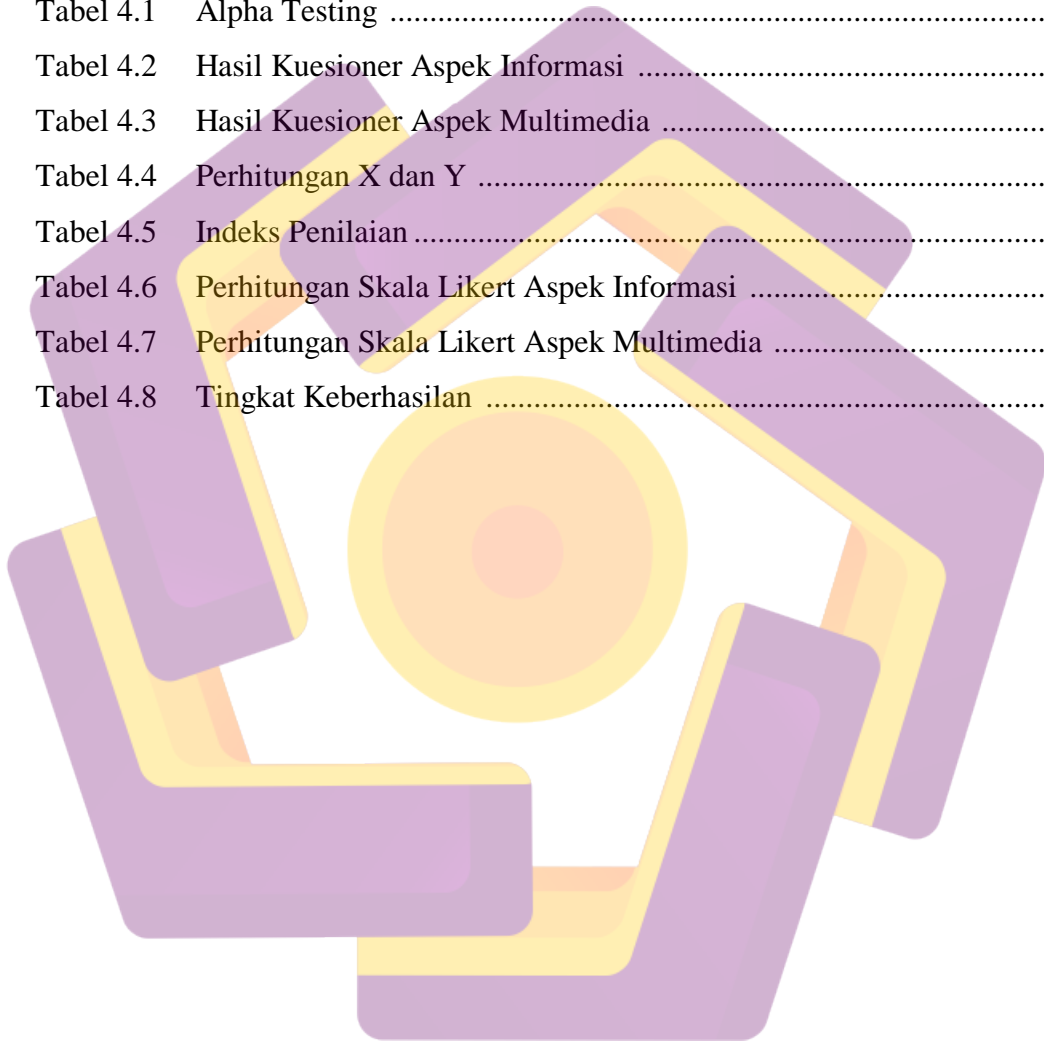 Tabel 4.1 Alpha Testing ........................................................................
Tabel 4.2 Hasil Kuesioner Aspek Informasi ............................................
Tabel 4.3 Hasil Kuesioner Aspek Multimedia .........................................
Tabel 4.4 Perhitungan X dan Y ..............................................................
Tabel 4.5 Indeks Penilaian .....................................................................
Tabel 4.6 Perhitungan Skala Likert Aspek Informasi ................................
Tabel 4.7 Perhitungan Skala Likert Aspek Multimedia .............................
Tabel 4.8 Tingkat Keberhasilan .............................................................